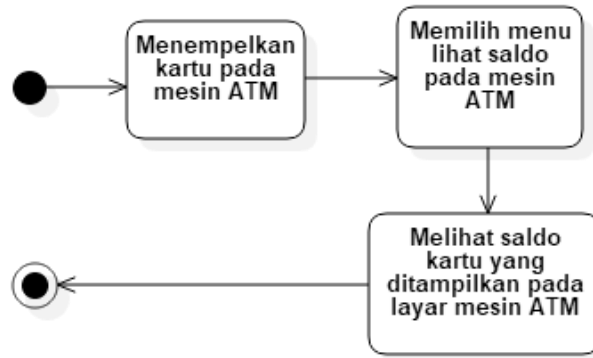 Menempelkan
kartu pada
mesin ATM
Memilih menu
lihat saldo
pada mesin
ATM
Melihat saldo
kartu yang
ditampilkan pada
layar mesin ATM